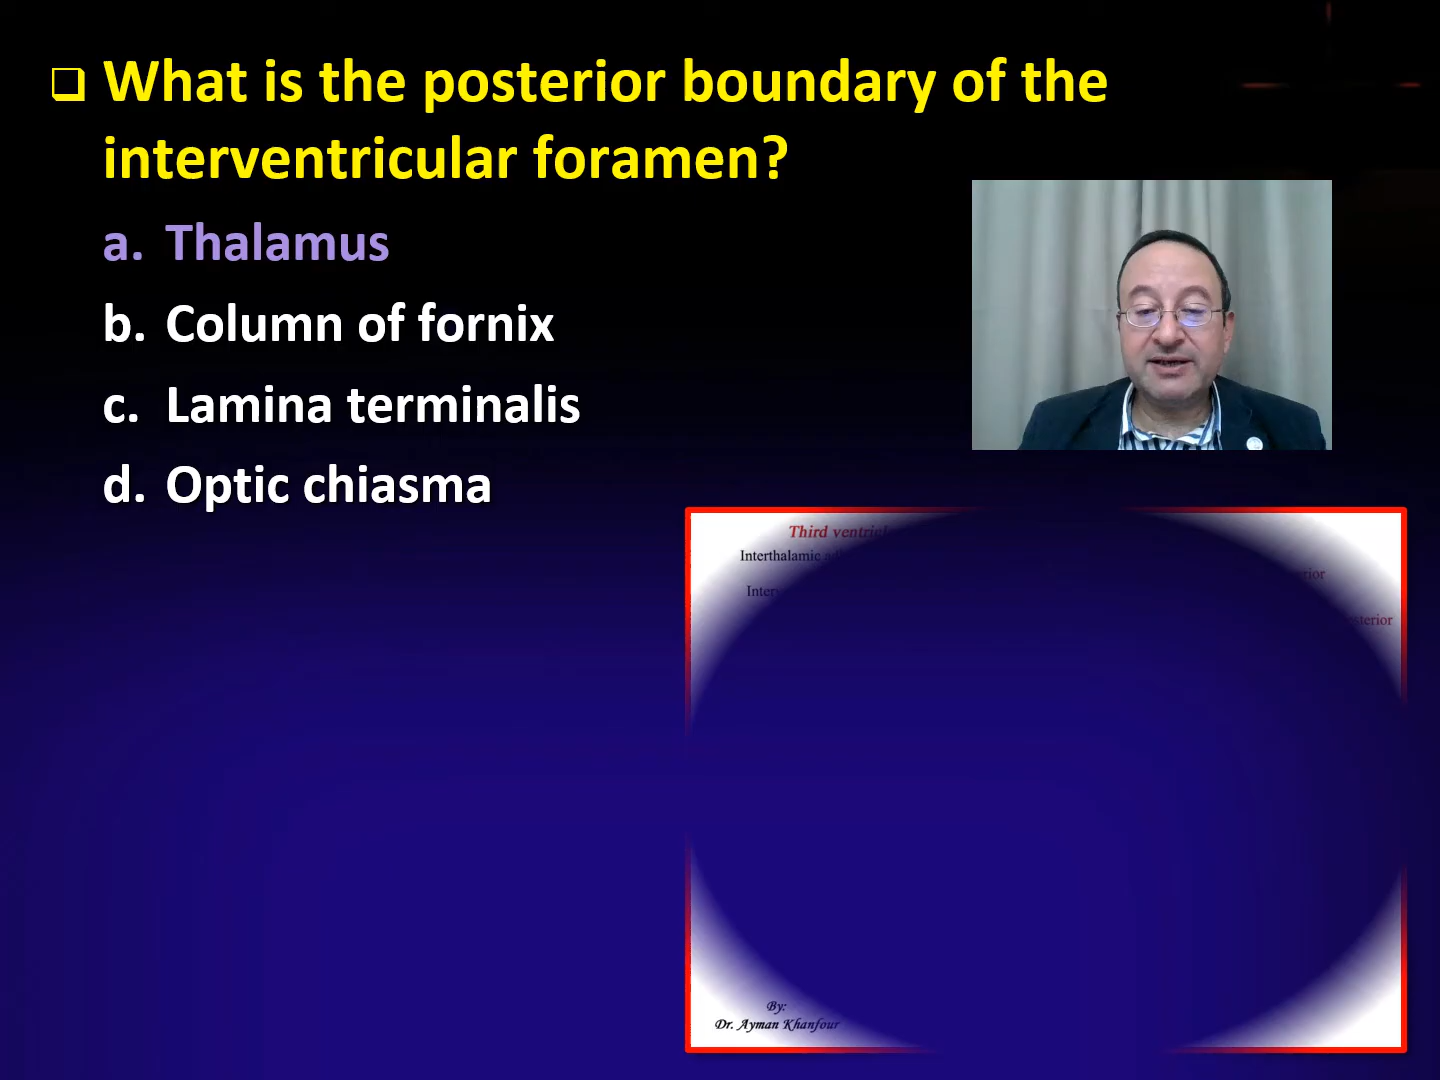 What is the posterior boundary of the
interventricular foramen?
a. Thalamus
b. Column of fornix
c. Lamina terminalis
d. Optic chiasma
Third
Interthalamic
By:
Dr. Ayman Khanfour